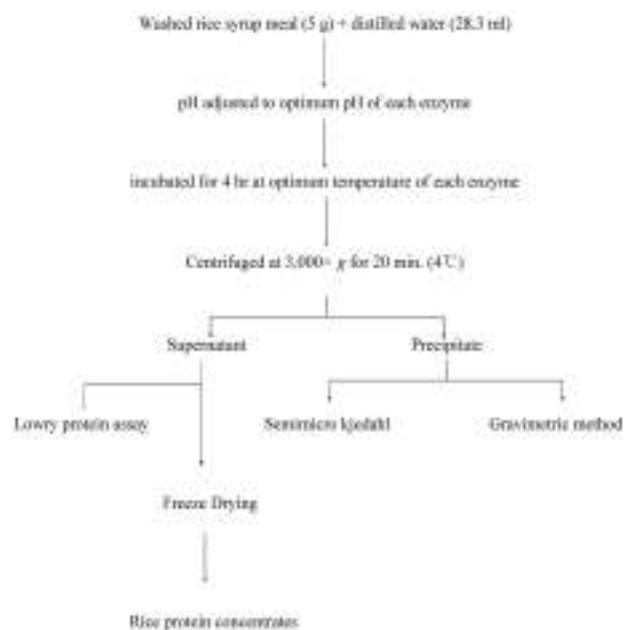 Washed rice syrup meal (5 g) + distilled water (28.3 ml)
pH adjusted to optimum pH of each enzyme
incubated for 4 hr at optimum temperature of each enzyme
Centrifuged at 3,000× g for 20 min. (4℃)
Supernatant Precipitate
Lowry protein assay Semimicro kjedahl Gravimetric method
Freeze Drying
Rice protein concentrates